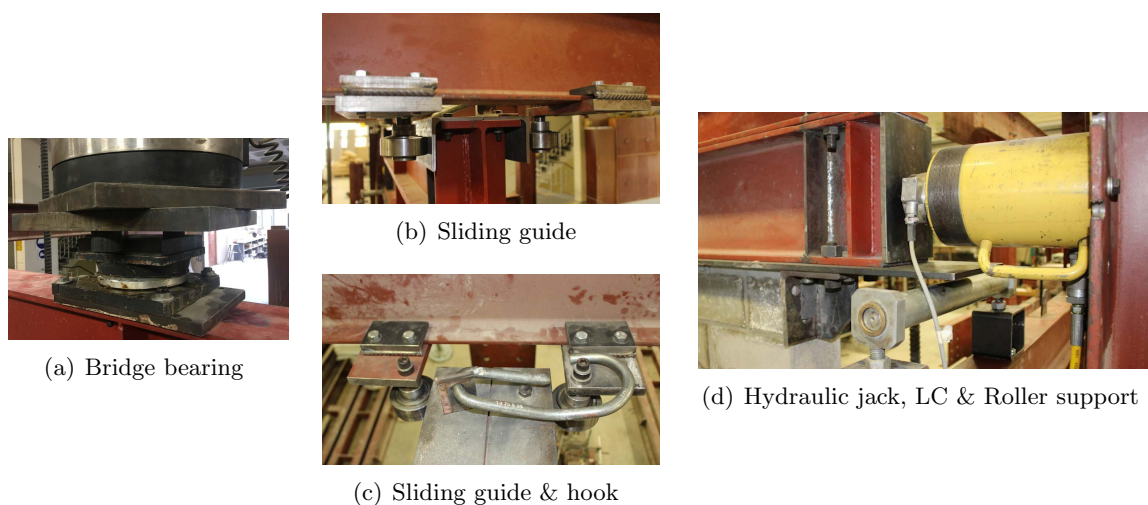 (a) Bridge bearing
(b) Sliding guide
(c) Sliding guide & hook
(d) Hydraulic jack, LC & Roller support